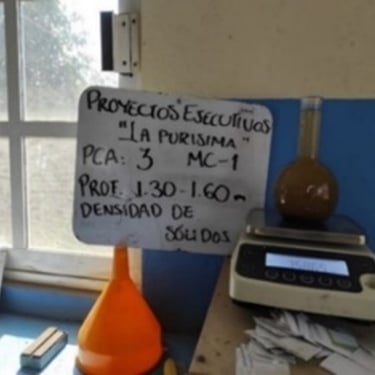 PROYECTOS EJECUTIVOS
"LA PURISIMA"
PCA: 3 MC-1
PROF. 1.30-1.60 m
DENSIDAD DE
SÓLIDOS